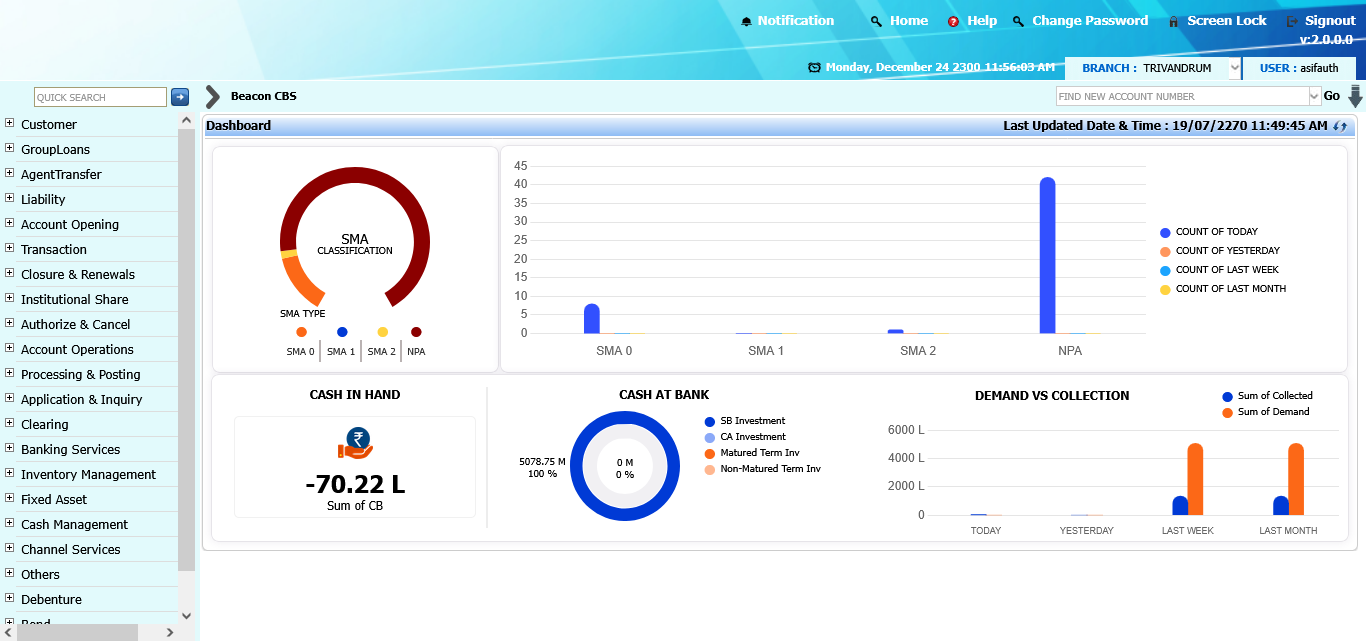 Notification Home Help Change Password Screen Lock Signout
v:2.0.0.0
Monday, December 24 2300 11:56:03 AM BRANCH : TRIVANDRUM USER : asifauth
QUICK SEARCH Beacon CBS FIND NEW ACCOUNT NUMBER Go
Customer
GroupLoans
AgentTransfer
Liability
Account Opening
Transaction
Closure & Renewals
Institutional Share
Authorize & Cancel
Account Operations
Processing & Posting
Application & Inquiry
Clearing
Banking Services
Inventory Management
Fixed Asset
Cash Management
Channel Services
Others
Debenture
Bond
Dashboard Last Updated Date & Time : 19/07/2270 11:49:45 AM
SMA
CLASSIFICATION
SMA TYPE
SMA 0 SMA 1 SMA 2 NPA
45
40
35
30
25
20
15
10
5
0
SMA 0 SMA 1 SMA 2 NPA
COUNT OF TODAY
COUNT OF YESTERDAY
COUNT OF LAST WEEK
COUNT OF LAST MONTH
CASH IN HAND
₹
-70.22 L
Sum of CB
CASH AT BANK
5078.75 M
100 %
0 M
0 %
SB Investment
CA Investment
Matured Term Inv
Non-Matured Term Inv
DEMAND VS COLLECTION
Sum of Collected
Sum of Demand
6000 L
4000 L
2000 L
0
TODAY YESTERDAY LAST WEEK LAST MONTH